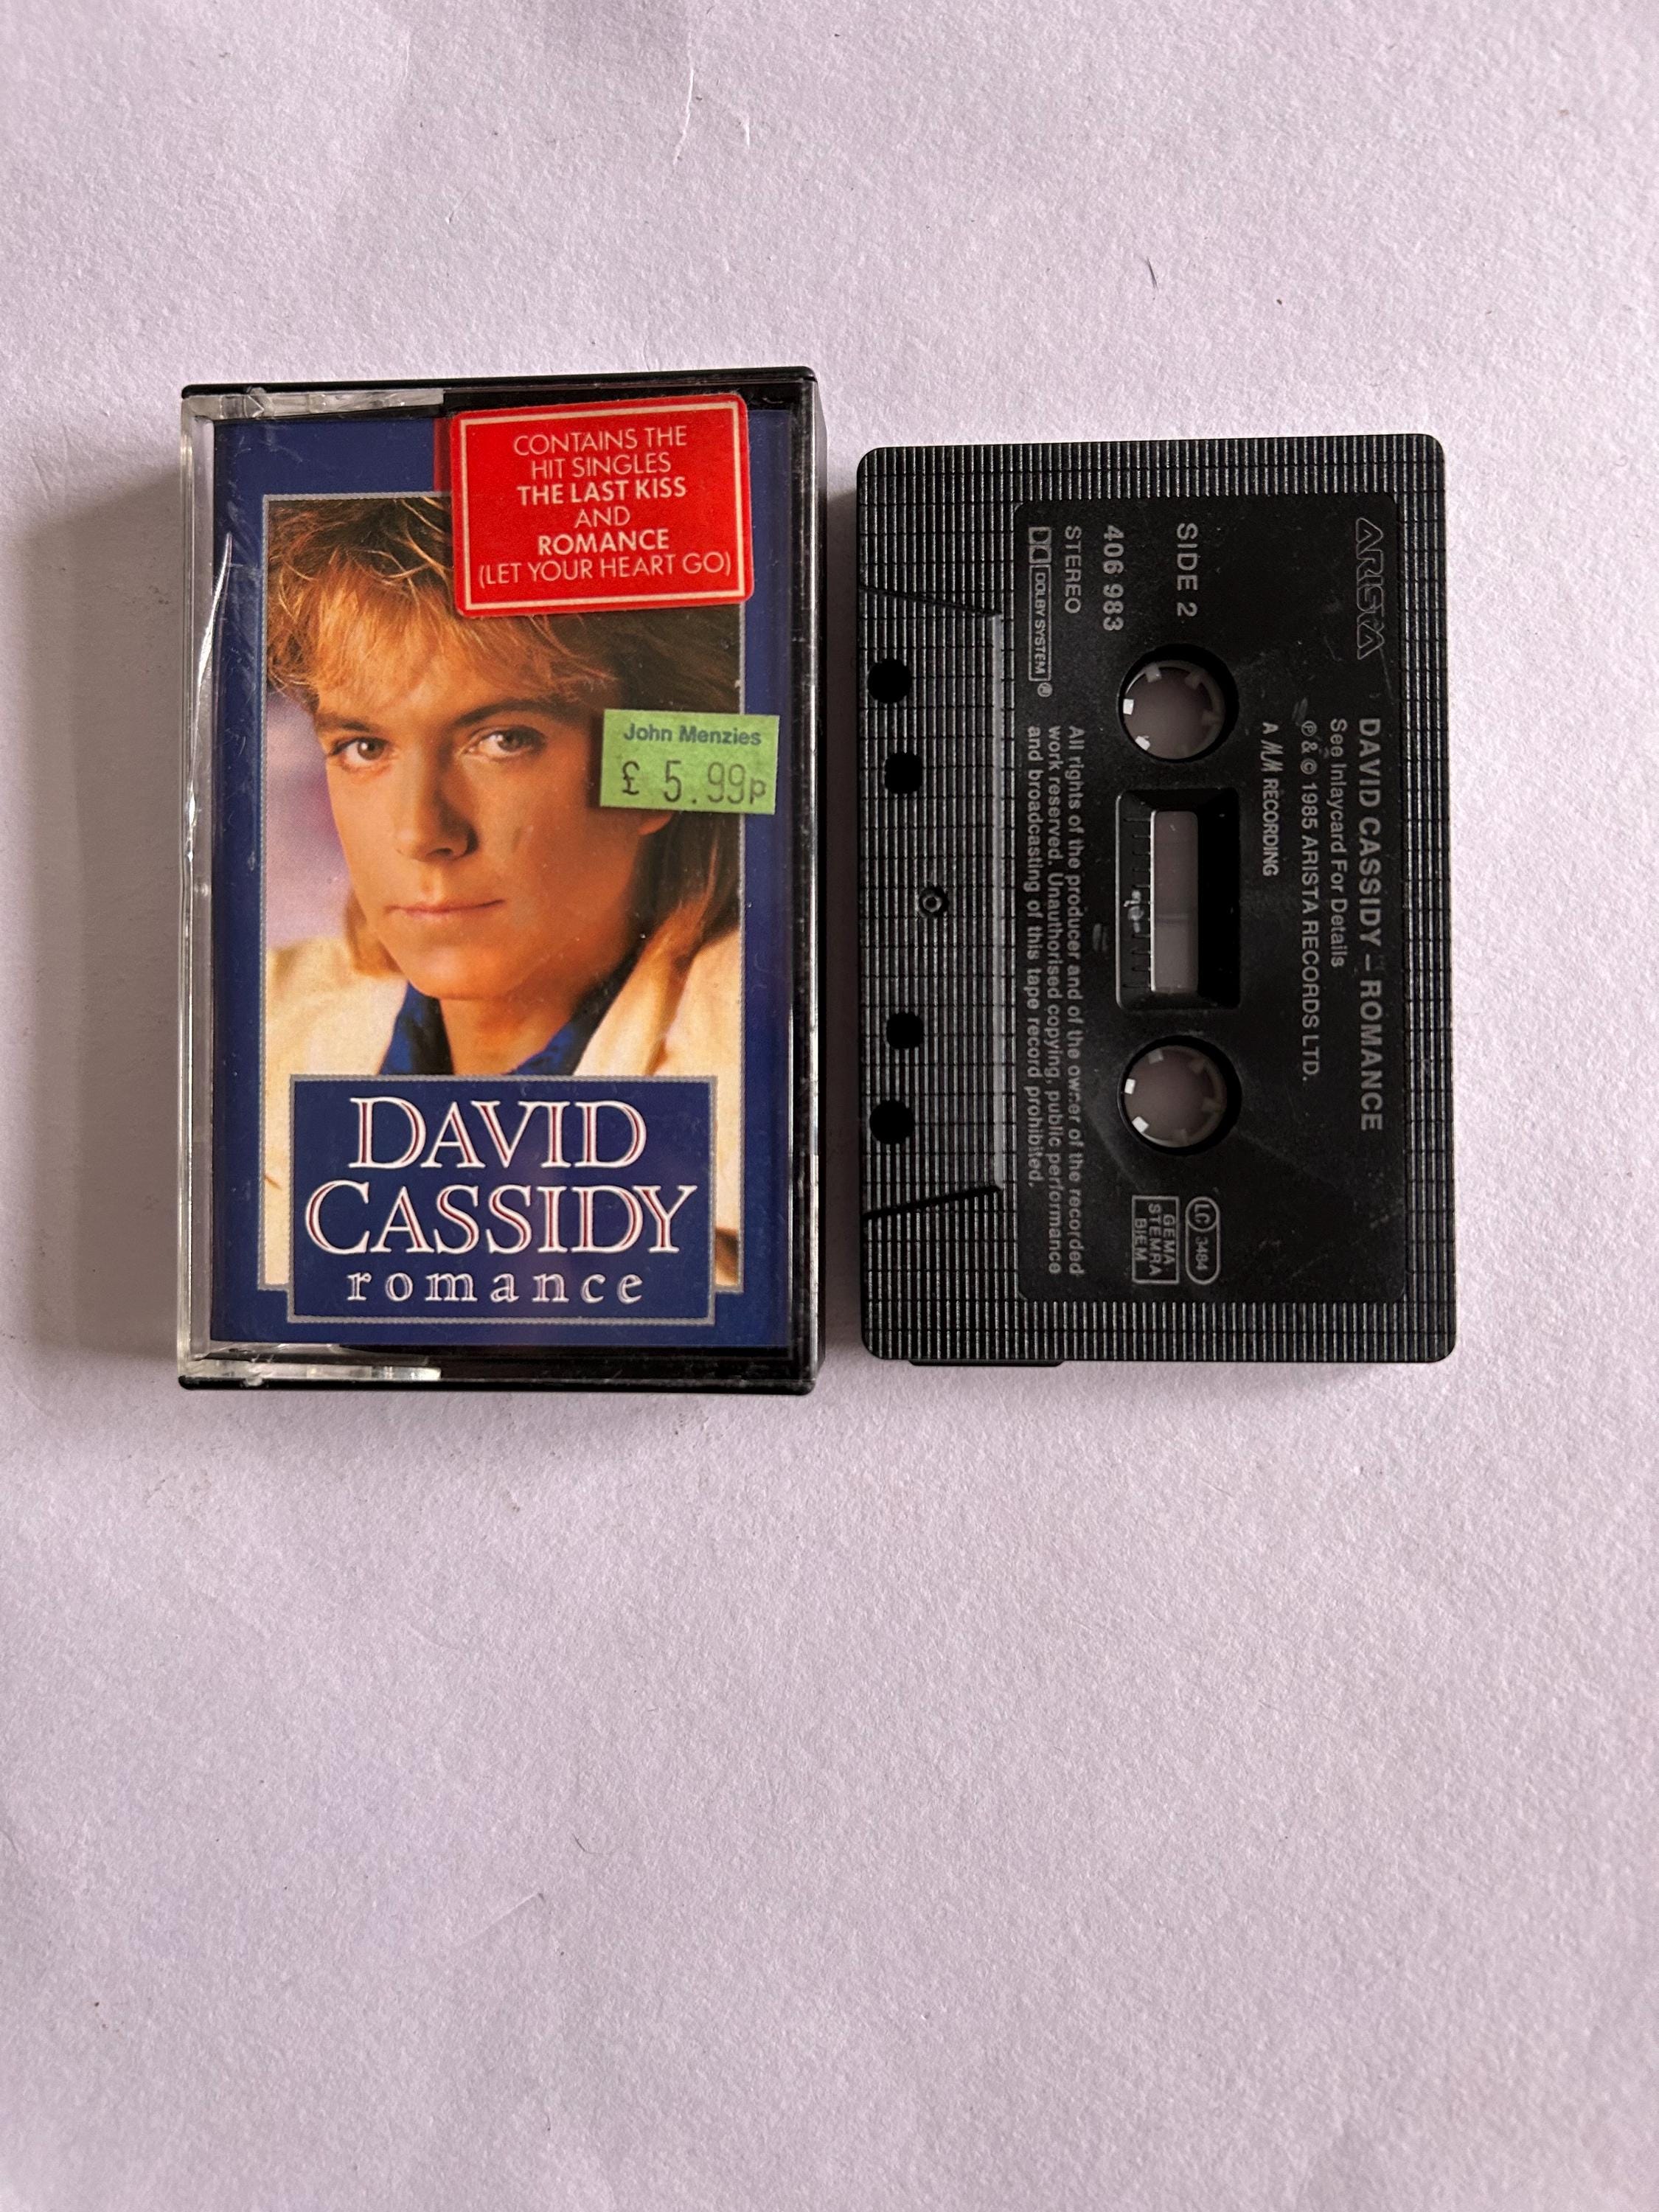 CONTAINS THE
HIT SINGLES
THE LAST KISS
AND
ROMANCE
(LET YOUR HEART GO)
John Menzies
£ 5.99p
DAVID
CASSIDY
romance
ARISTA
DAVID CASSIDY – ROMANCE
See Inlaycard For Details
℗ & © 1985 ARISTA RECORDS LTD.
A MLM RECORDING
SIDE 2
406 983
STEREO
DOLBY SYSTEM®
LC 3484
GEMA
STEMRA
BIEM
All rights of the producer and of the owner of the recorded
work reserved. Unauthorised copying, public performance
and broadcasting of this tape record prohibited.